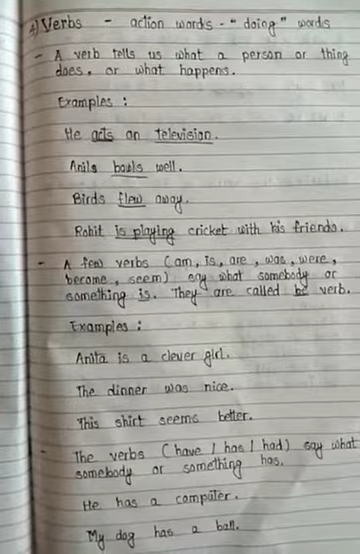 4) Verbs - action words - "doing" words
- A verb tells us what a person or thing
does, or what happens.
Examples :
He acts on television.
Anils bowls well.
Birds flew away.
Rohit is playing cricket with his friends.
- A few verbs (am, is, are, was, were,
become, seem) say what somebody or
something is. They are called be verb.
Examples :
Anita is a clever girl.
The dinner was nice.
This shirt seems better.
- The verbs (have / has / had) say what
somebody or something has.
He has a computer.
My dog has a ball.